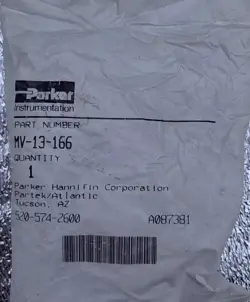 Parker
Instrumentation
PART NUMBER
MV-13-166
QUANTITY
1
Parker Hannifin Corporation
Partek/Atlantic
Tucson, AZ
520-574-2600 A087381